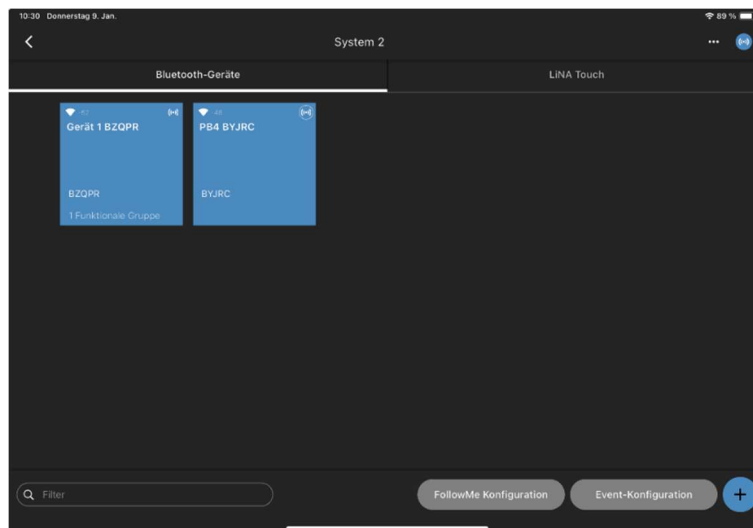 10:30 Donnerstag 9. Jan.
89 %
System 2
Bluetooth-Geräte
LiNA Touch
Gerät 1 BZQPR
BZQPR
1 Funktionale Gruppe
PB4 BYJRC
BYJRC
Filter
FollowMe Konfiguration
Event-Konfiguration